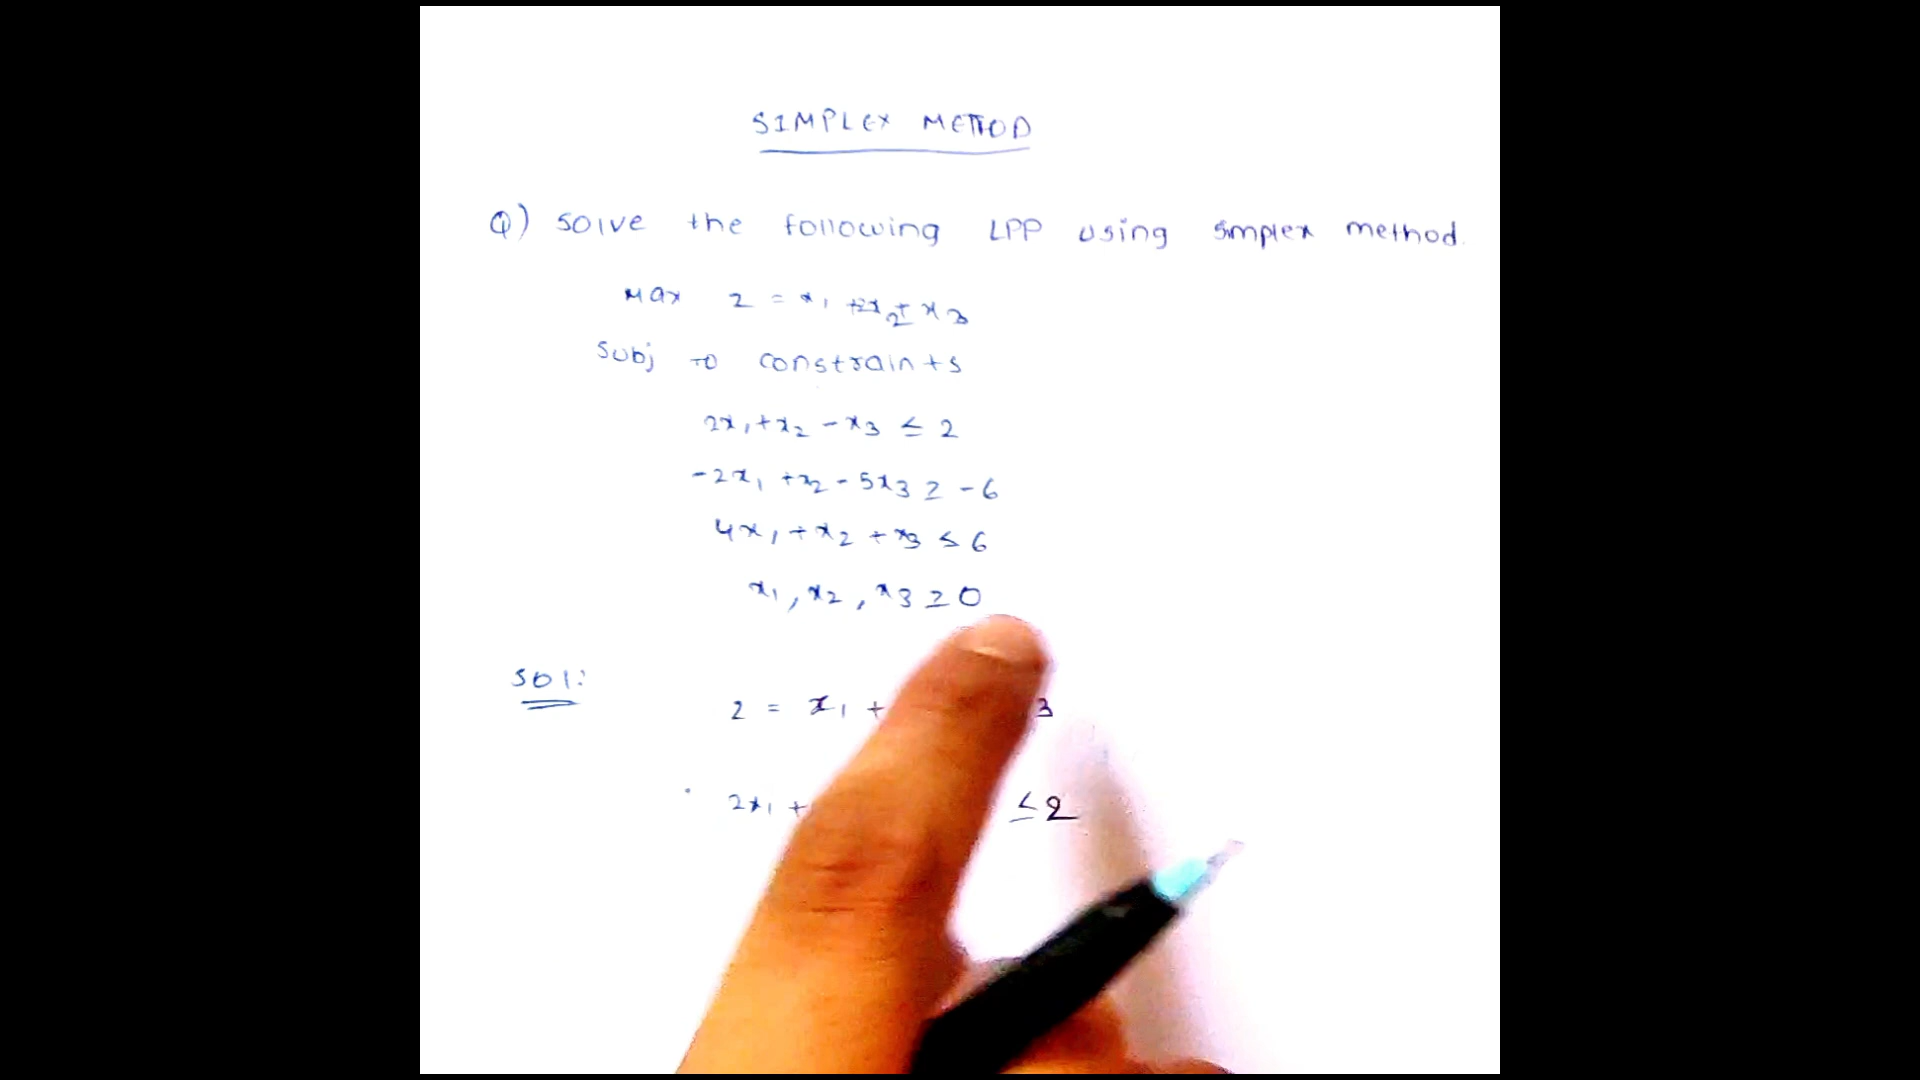 SIMPLEX METHOD
Q) solve the following LPP using simplex method.
Max Z = x1 +2x2+ x3
Subj TO constraints
2x1+x2 - x3 ≤ 2
-2x1 +x2 - 5x3 ≥ -6
4x1 + x2 + x3 ≤ 6
x1, x2, x3 ≥ 0
Sol:
Z = x1 + 3
2x1 + ≤2